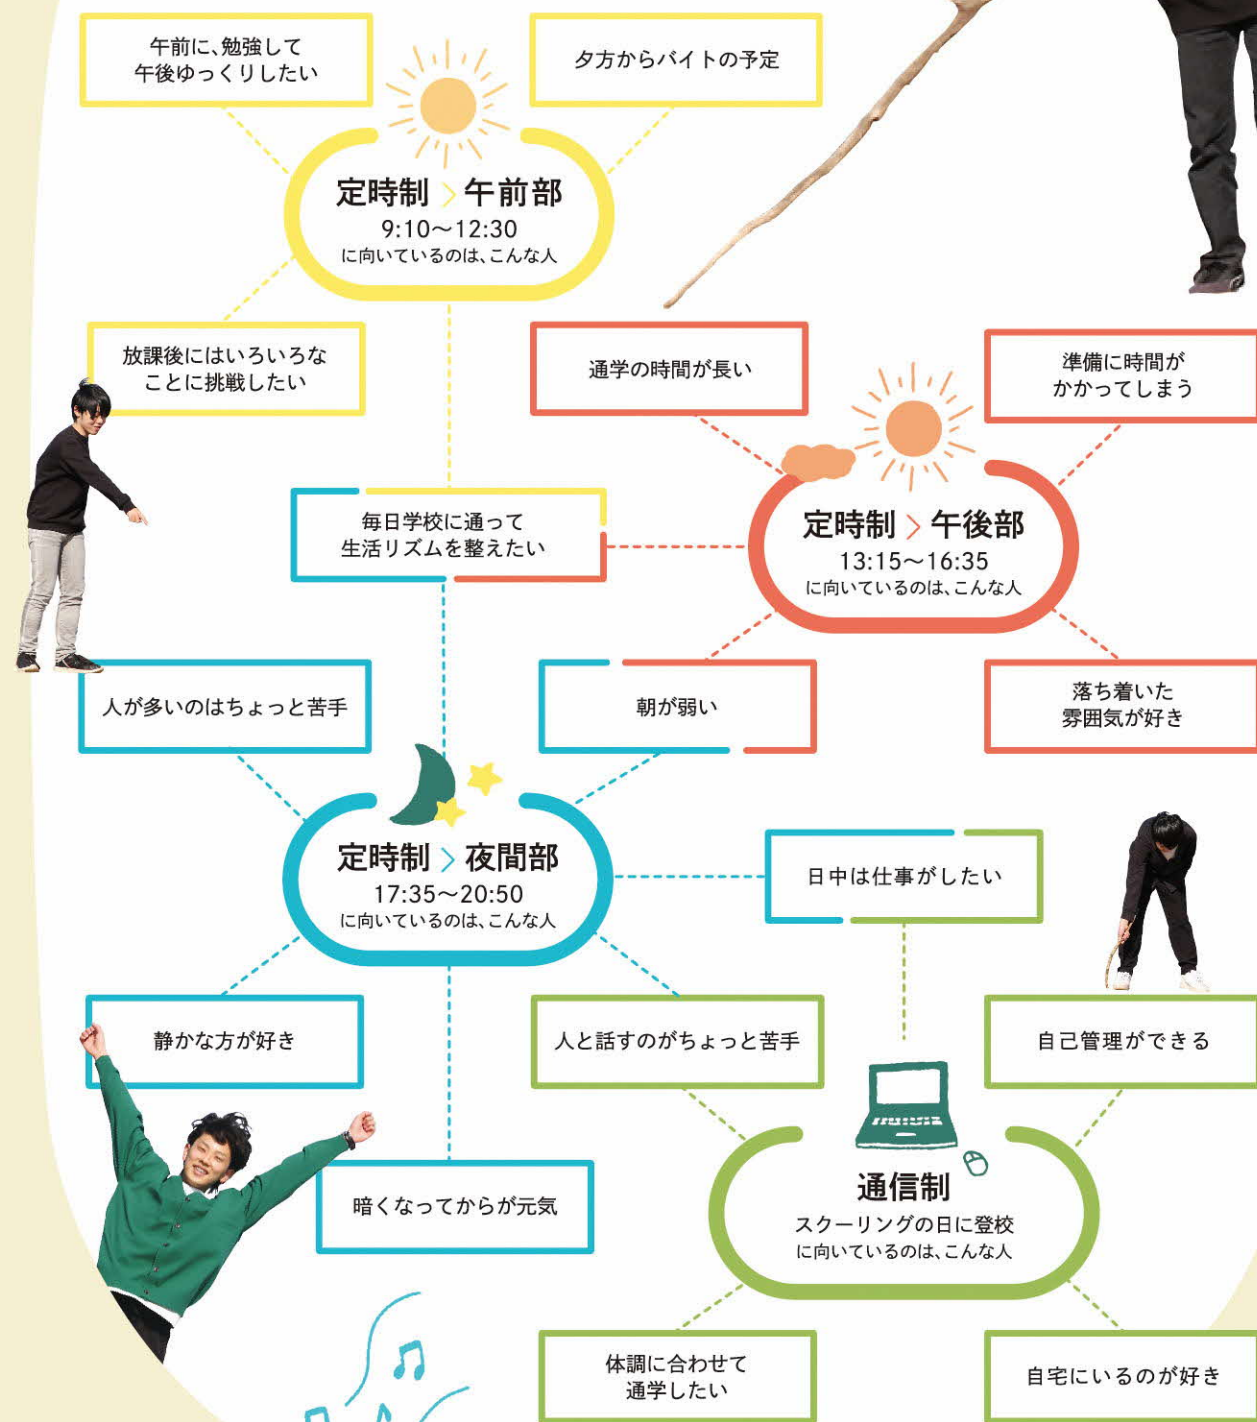 午前に、勉強して
午後ゆっくりしたい
夕方からバイトの予定
定時制 > 午前部
9:10〜12:30
に向いているのは、こんな人
放課後にはいろいろな
ことに挑戦したい
通学の時間が長い
準備に時間が
かかってしまう
毎日学校に通って
生活リズムを整えたい
定時制 > 午後部
13:15〜16:35
に向いているのは、こんな人
人が多いのはちょっと苦手
朝が弱い
落ち着いた
雰囲気が好き
定時制 > 夜間部
17:35〜20:50
に向いているのは、こんな人
日中は仕事がしたい
静かな方が好き
人と話すのがちょっと苦手
自己管理ができる
暗くなってからが元気
通信制
スクーリングの日に登校
に向いているのは、こんな人
体調に合わせて
通学したい
自宅にいるのが好き